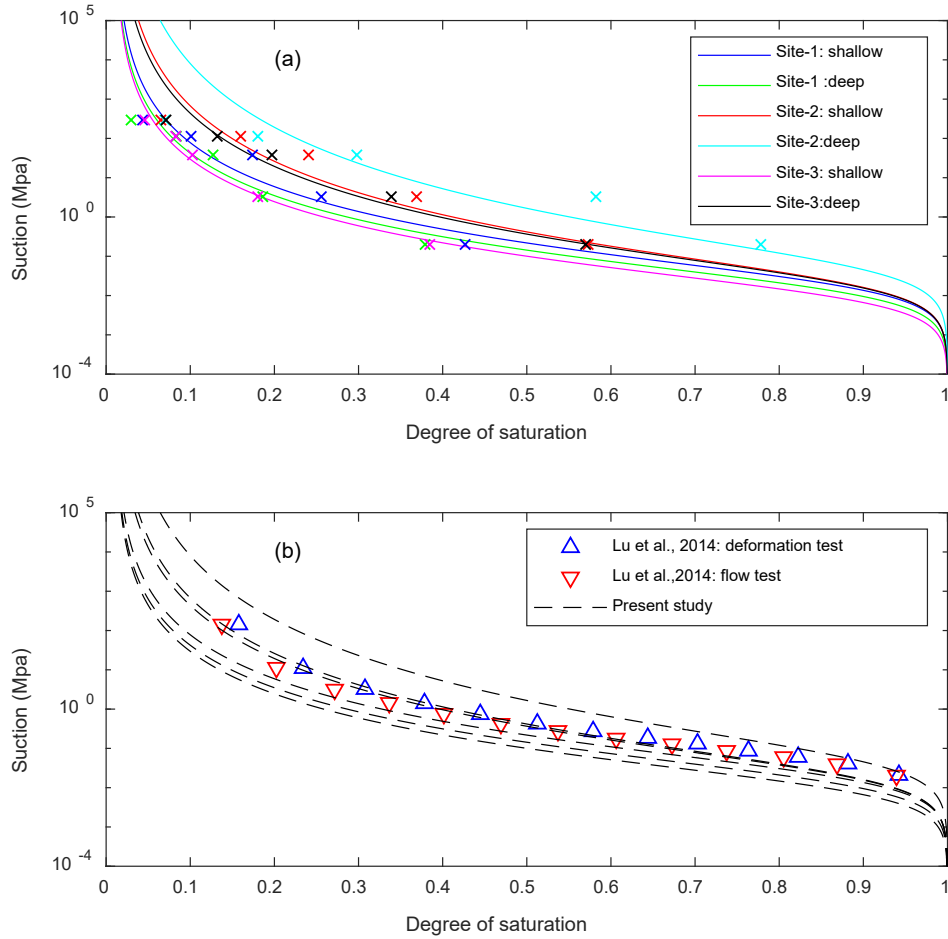 10 5
(a)
Site-1: shallow
Site-1 :deep
Site-2: shallow
Site-2:deep
Site-3: shallow
Site-3:deep
Suction (Mpa)
10 0
10 -4
0 0.1 0.2 0.3 0.4 0.5 0.6 0.7 0.8 0.9 1
Degree of saturation
10 5
(b)
Lu et al., 2014: deformation test
Lu et al.,2014: flow test
Present study
Suction (Mpa)
10 0
10 -4
0 0.1 0.2 0.3 0.4 0.5 0.6 0.7 0.8 0.9 1
Degree of saturation